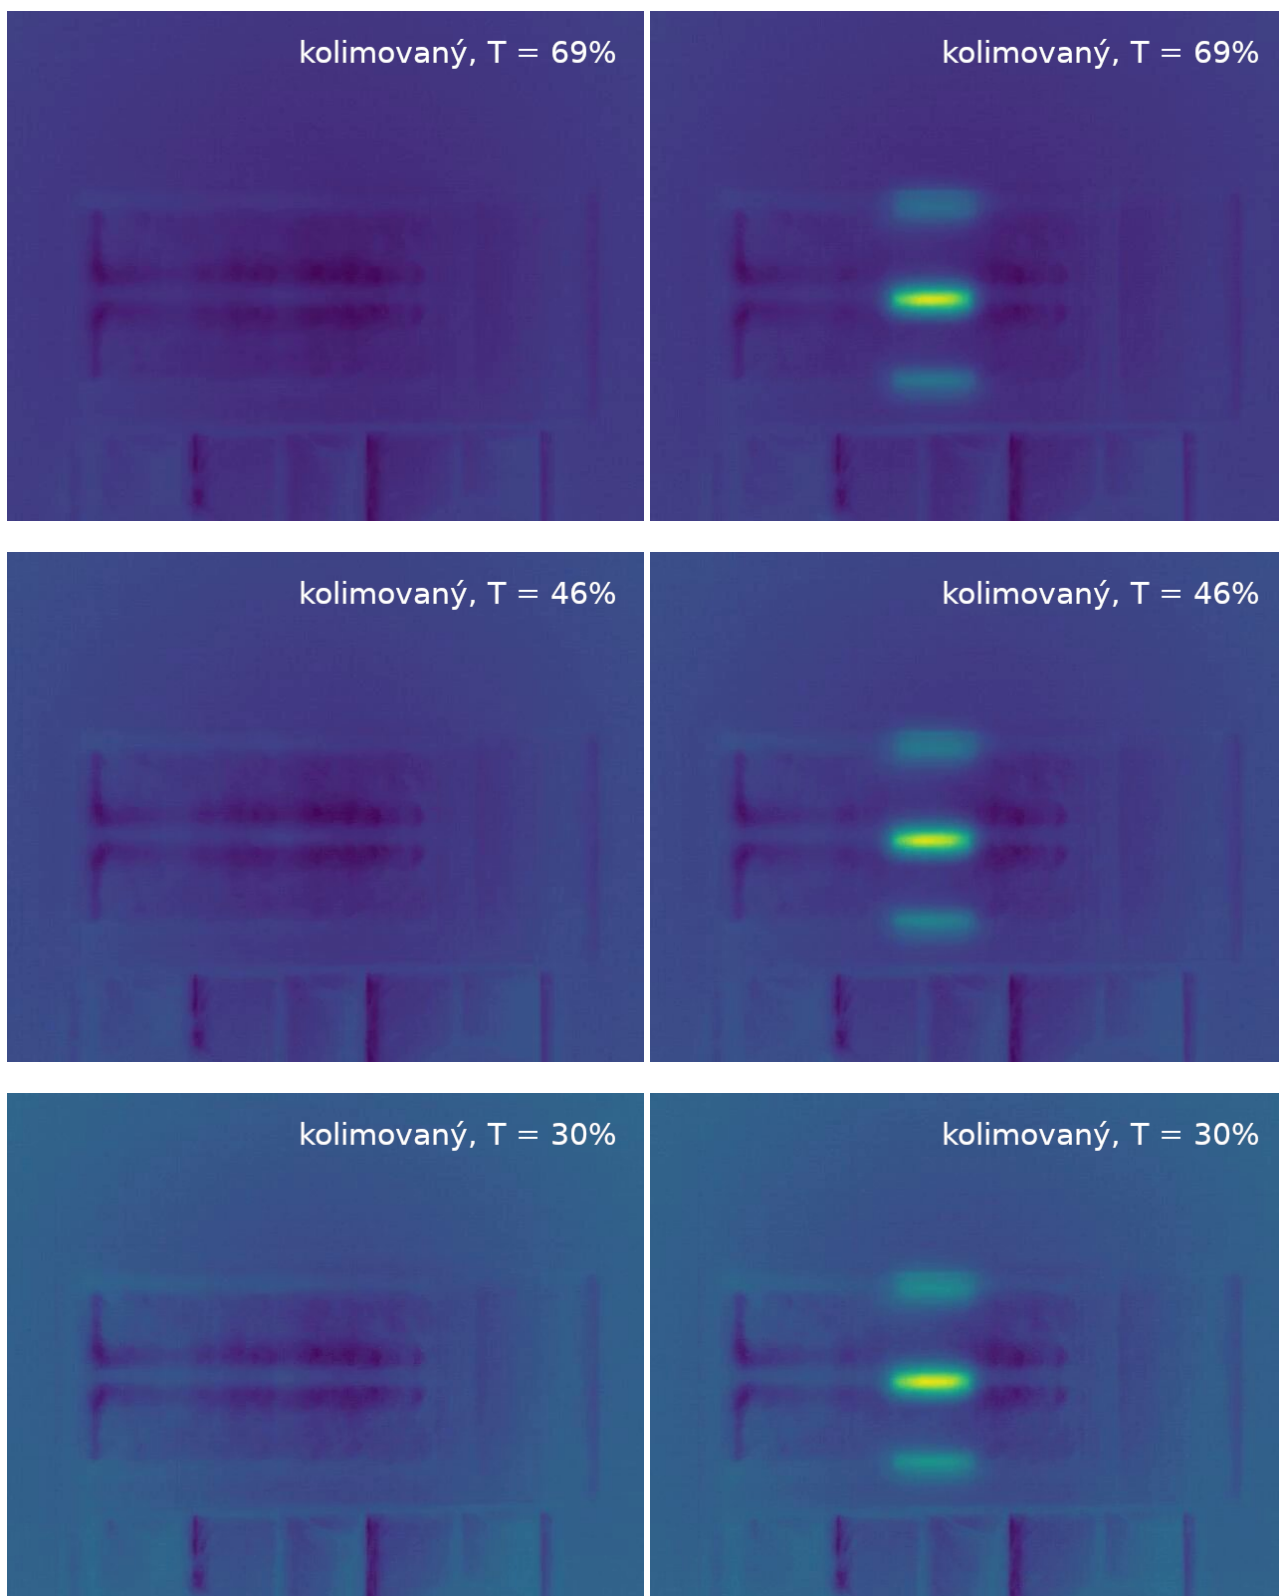 kolimovaný, T = 69%
kolimovaný, T = 69%
kolimovaný, T = 46%
kolimovaný, T = 46%
kolimovaný, T = 30%
kolimovaný, T = 30%